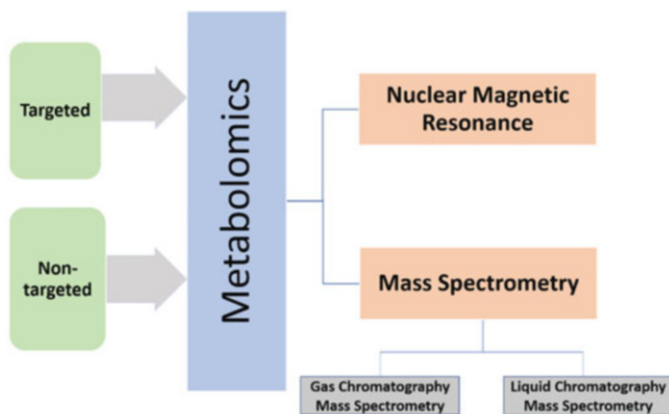 Targeted
Non-
targeted
Metabolomics
Nuclear Magnetic
Resonance
Mass Spectrometry
Gas Chromatography
Mass Spectrometry
Liquid Chromatography
Mass Spectrometry